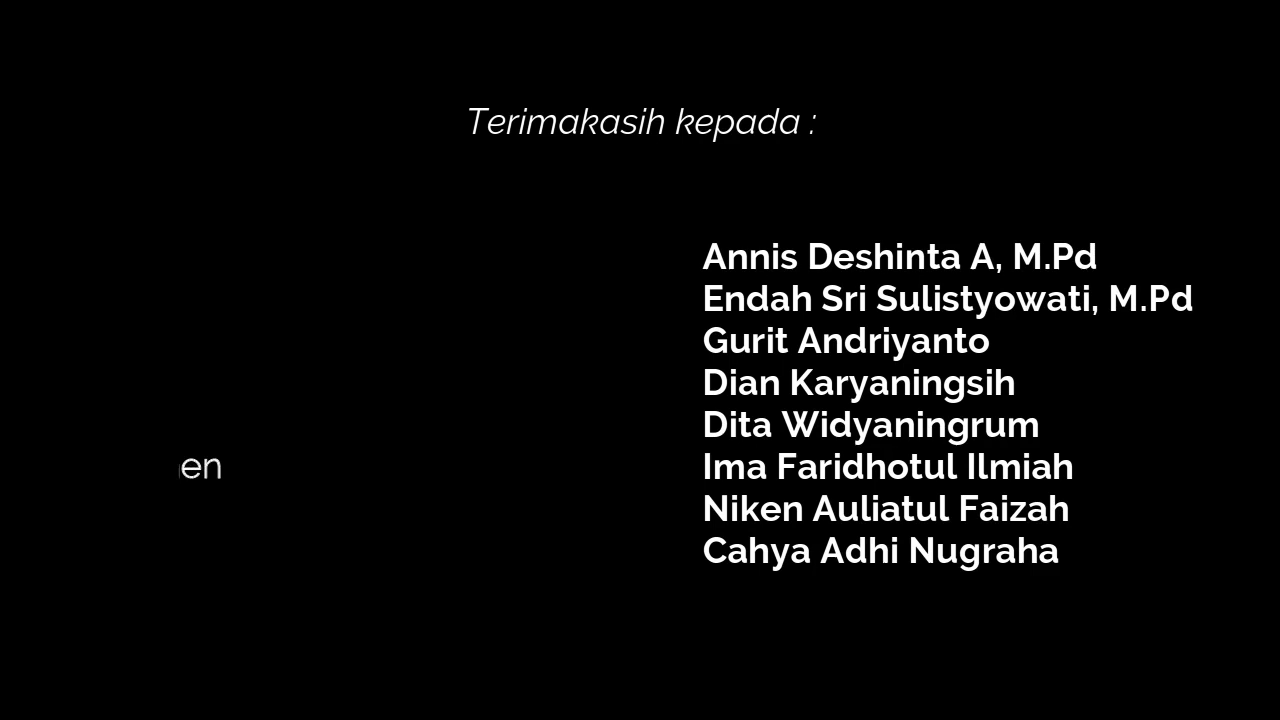 Terimakasih kepada :
Annis Deshinta A, M.Pd
Endah Sri Sulistyowati, M.Pd
Gurit Andriyanto
Dian Karyaningsih
Dita Widyaningrum
Ima Faridhotul Ilmiah
Niken Auliatul Faizah
Cahya Adhi Nugraha